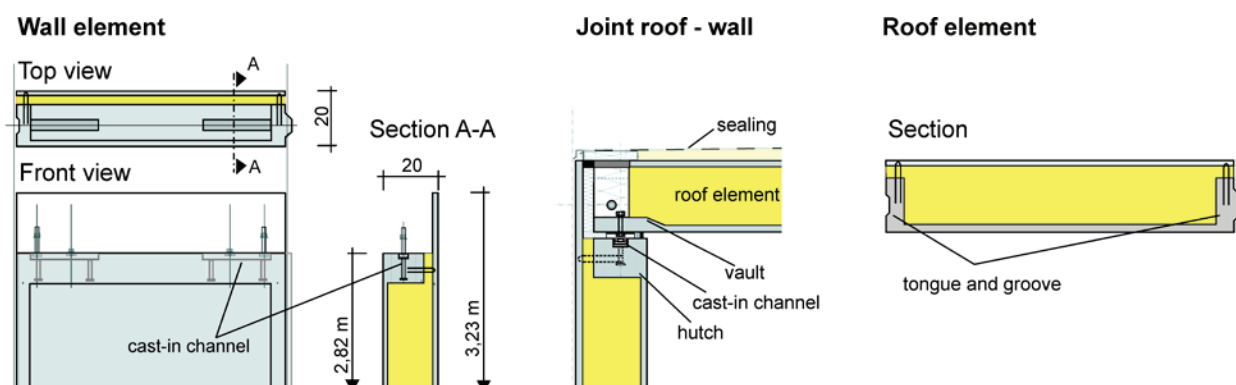 Wall element
Top view
A
A
20
Front view
cast-in channel
Section A-A
20
2,82 m
3,23 m
Joint roof - wall
sealing
roof element
vault
cast-in channel
hutch
Roof element
Section
tongue and groove